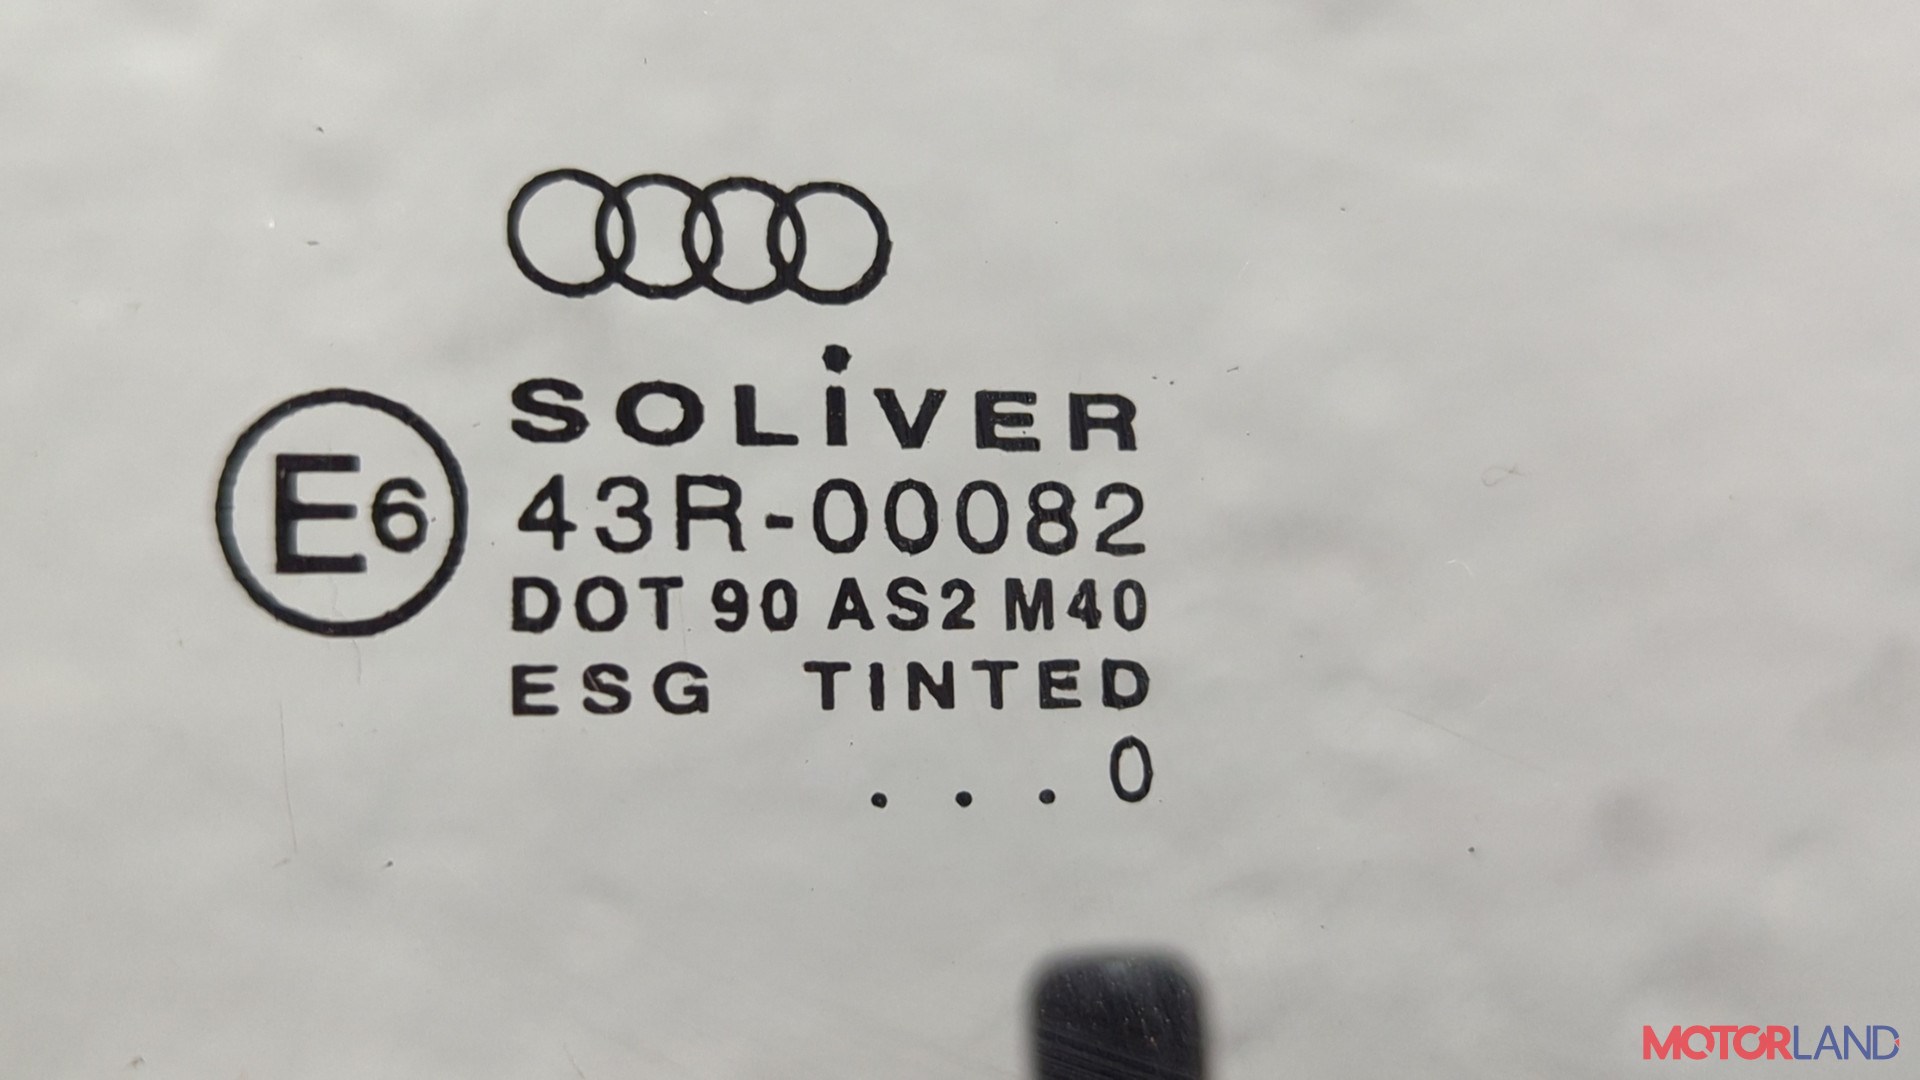 SOLiVER
E6
43R-00082
DOT 90 AS2 M40
ESG TINTED
...0
MOTORLAND